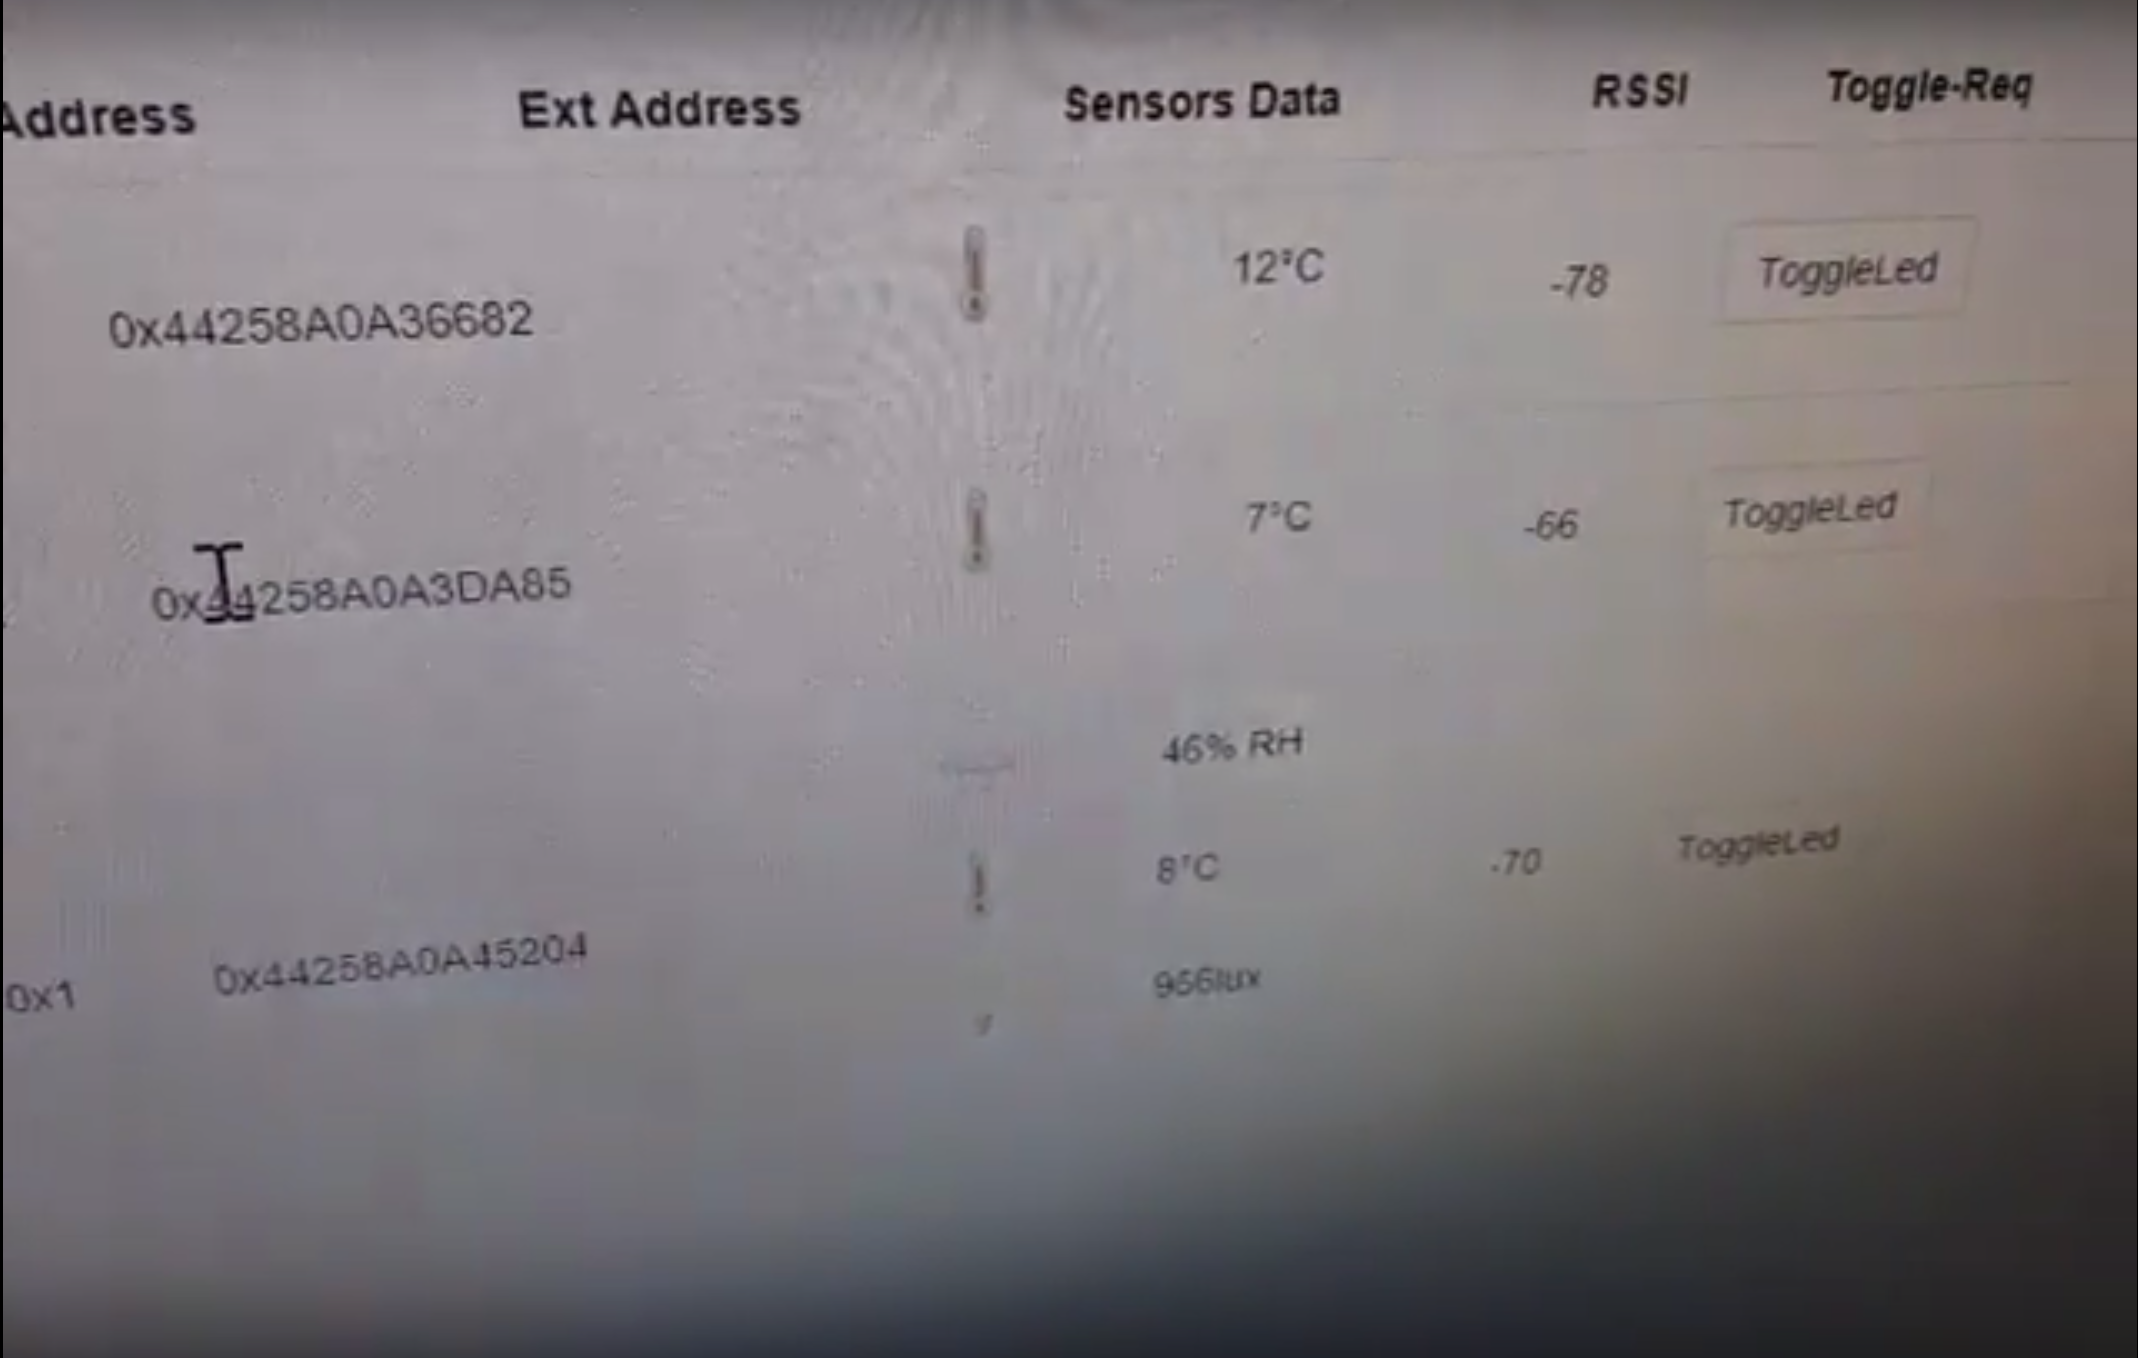 Address Ext Address Sensors Data RSSI Toggle-Req
12°C -78 ToggleLed
0x44258A0A36682
7°C -66 ToggleLed
0x44258A0A3DA85
46% RH
8°C -70 ToggleLed
0x1 0x44258A0A45204
956lux